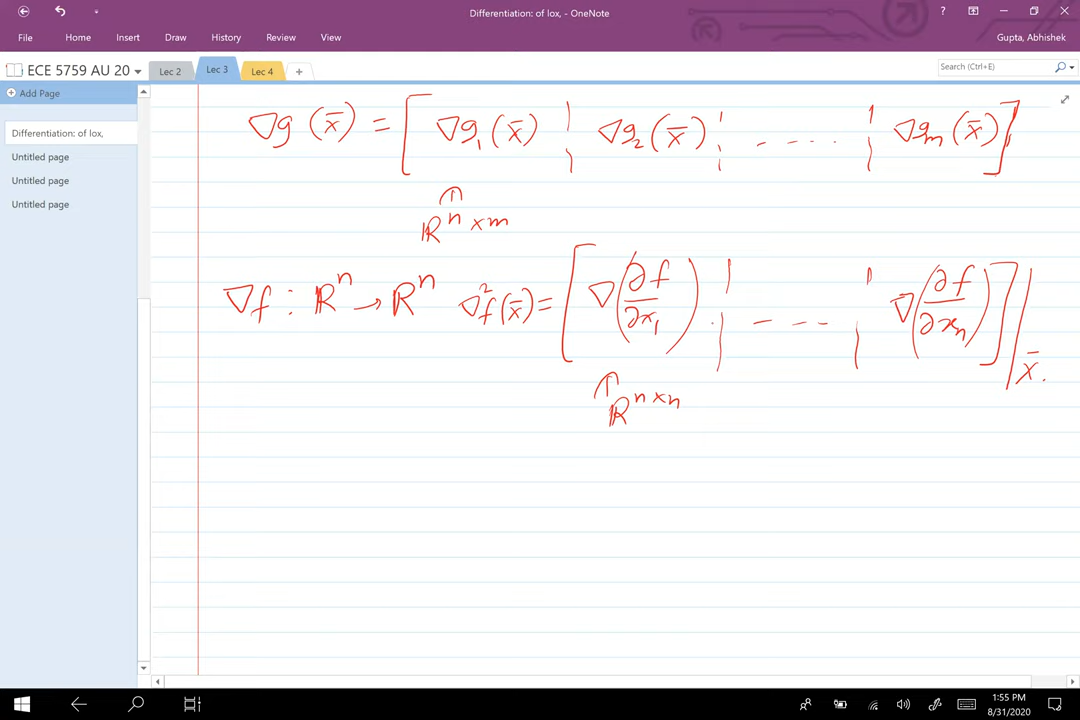 Differentiation: of lox, - OneNote
File Home Insert Draw History Review View
Gupta, Abhishek
ECE 5759 AU 20 Lec 2 Lec 3 Lec 4 +
Search (Ctrl+E)
Add Page
Differentiation: of lox,
Untitled page
Untitled page
Untitled page
∇g (x̄) = [ ∇g₁(x̄) ¦ ∇g₂(x̄) ¦ ..... ¦ ∇gₘ(x̄) ]
↑
ℝⁿˣᵐ
∇f : ℝⁿ → ℝⁿ ∇²f(x̄) = [ ∇(∂f/∂x₁) ¦ ---- ¦ ∇(∂f/∂xₙ) ]|x̄.
↑
ℝⁿˣⁿ
1:55 PM
8/31/2020